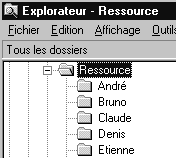 Explorateur - Ressource
Fichier Edition Affichage Outils
Tous les dossiers
Ressource
André
Bruno
Claude
Denis
Etienne